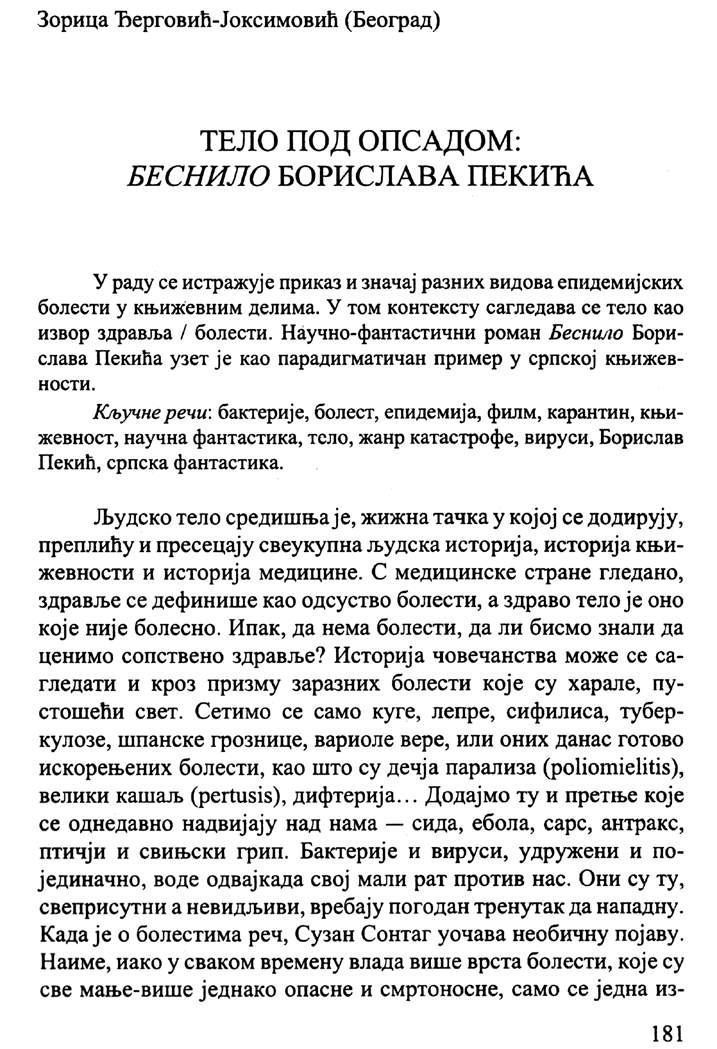 Зорица Ђерговић-Јоксимовић (Београд)
ТЕЛО ПОД ОПСАДОМ:
БЕСНИЛО БОРИСЛАВА ПЕКИЋА
У раду се истражује приказ и значај разних видова епидемијских
болести у књижевним делима. У том контексту сагледава се тело као
извор здравља / болести. Научно-фантастични роман Беснило Бори-
слава Пекића узет је као парадигматичан пример у српској књижев-
ности.
Кључне речи: бактерије, болест, епидемија, филм, карантин, књи-
жевност, научна фантастика, тело, жанр катастрофе, вируси, Борислав
Пекић, српска фантастика.
Људско тело средишња је, жижна тачка у којој се додирују,
преплићу и пресецају свеукупна људска историја, историја књи-
жевности и историја медицине. С медицинске стране гледано,
здравље се дефинише као одсуство болести, а здраво тело је оно
које није болесно. Ипак, да нема болести, да ли бисмо знали да
ценимо сопствено здравље? Историја човечанства може се са-
гледати и кроз призму заразних болести које су харале, пу-
стошећи свет. Сетимо се само куге, лепре, сифилиса, тубер-
кулозе, шпанске грознице, вариоле вере, или оних данас готово
искорењених болести, као што су дечја парализа (poliomielitis),
велики кашаљ (pertusis), дифтерија... Додајмо ту и претње које
се однедавно надвијају над нама — сида, ебола, сарс, антракс,
птичји и свињски грип. Бактерије и вируси, удружени и по-
јединачно, воде одвајкада свој мали рат против нас. Они су ту,
свеприсутни а невидљиви, вребају погодан тренутак да нападну.
Када је о болестима реч, Сузан Сонтаг уочава необичну појаву.
Наиме, иако у сваком времену влада више врста болести, које су
све мање-више једнако опасне и смртоносне, само се једна из-
181